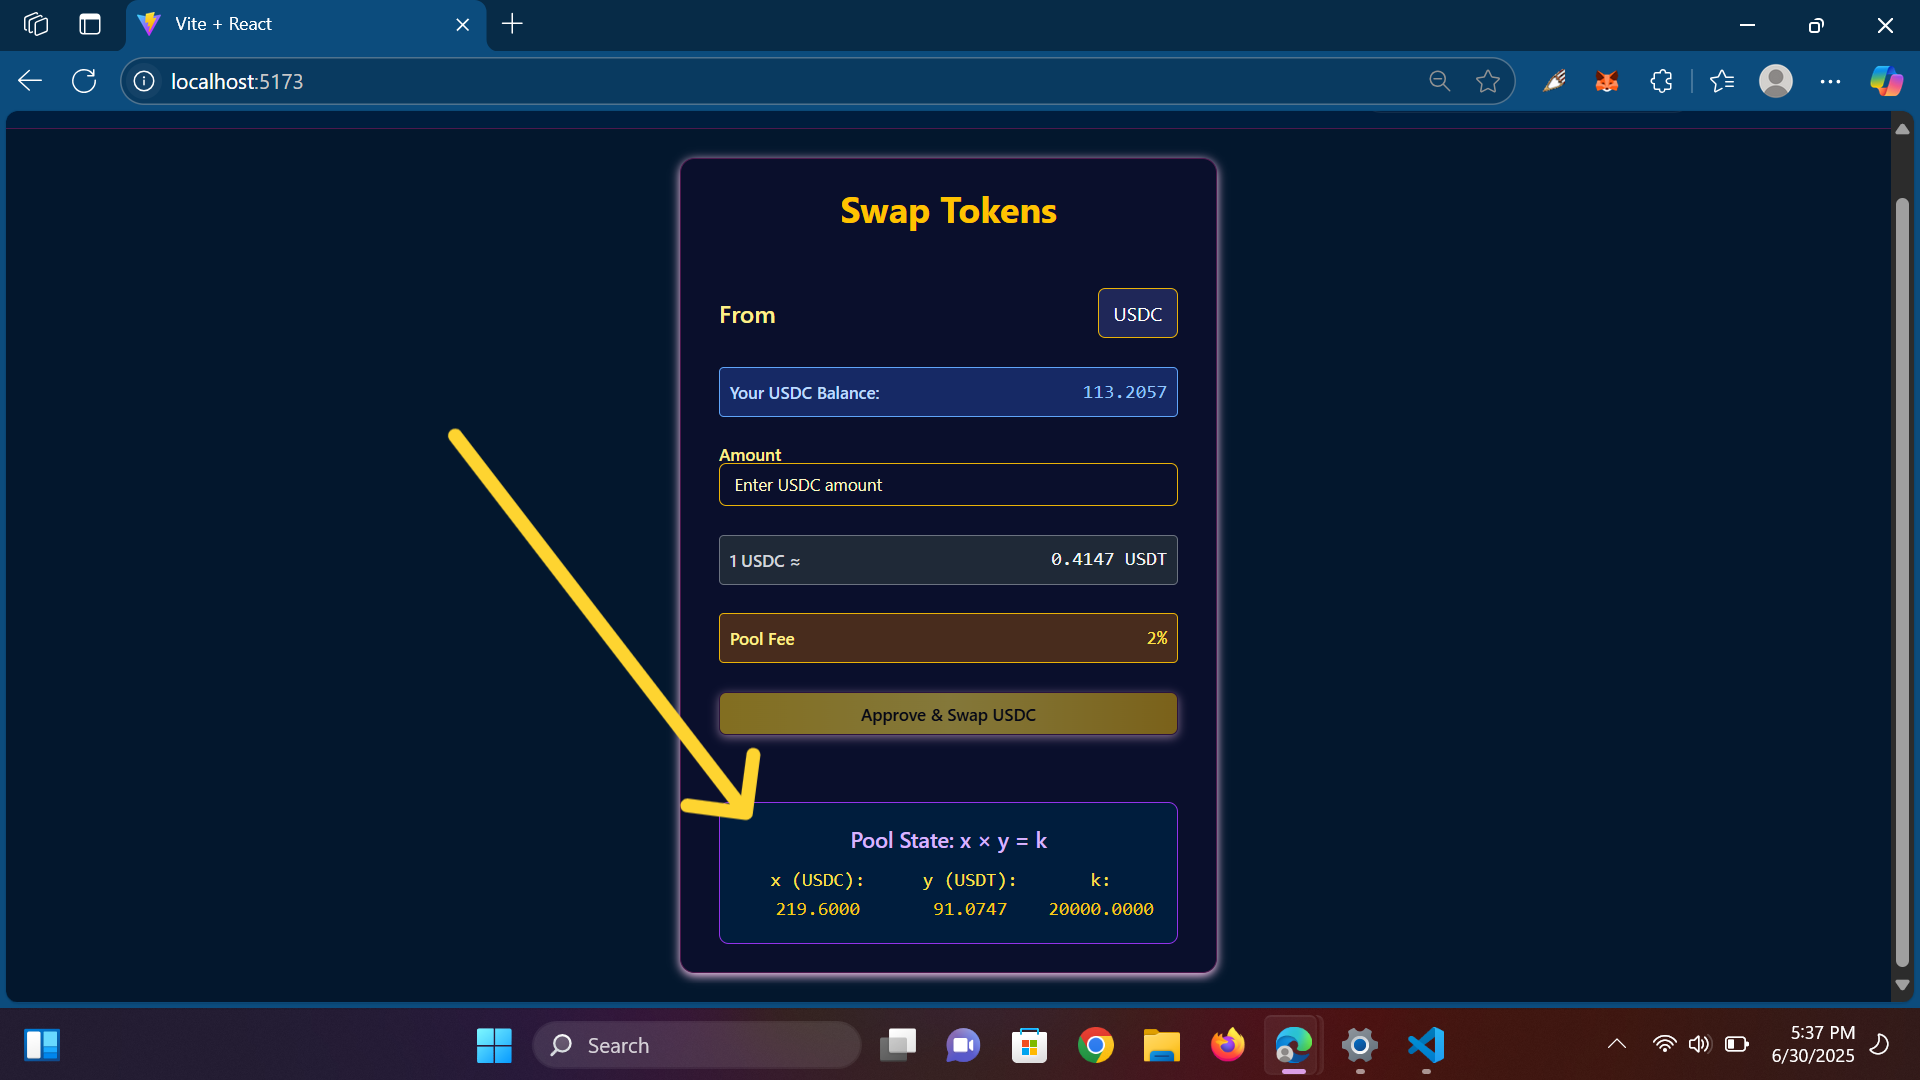 Vite + React
localhost:5173
Swap Tokens
From
USDC
Your USDC Balance:
113.2057
Amount
Enter USDC amount
1 USDC ≈
0.4147 USDT
Pool Fee
2%
Approve & Swap USDC
Pool State: x × y = k
x (USDC):
y (USDT):
k:
219.6000
91.0747
20000.0000
Search
5:37 PM
6/30/2025